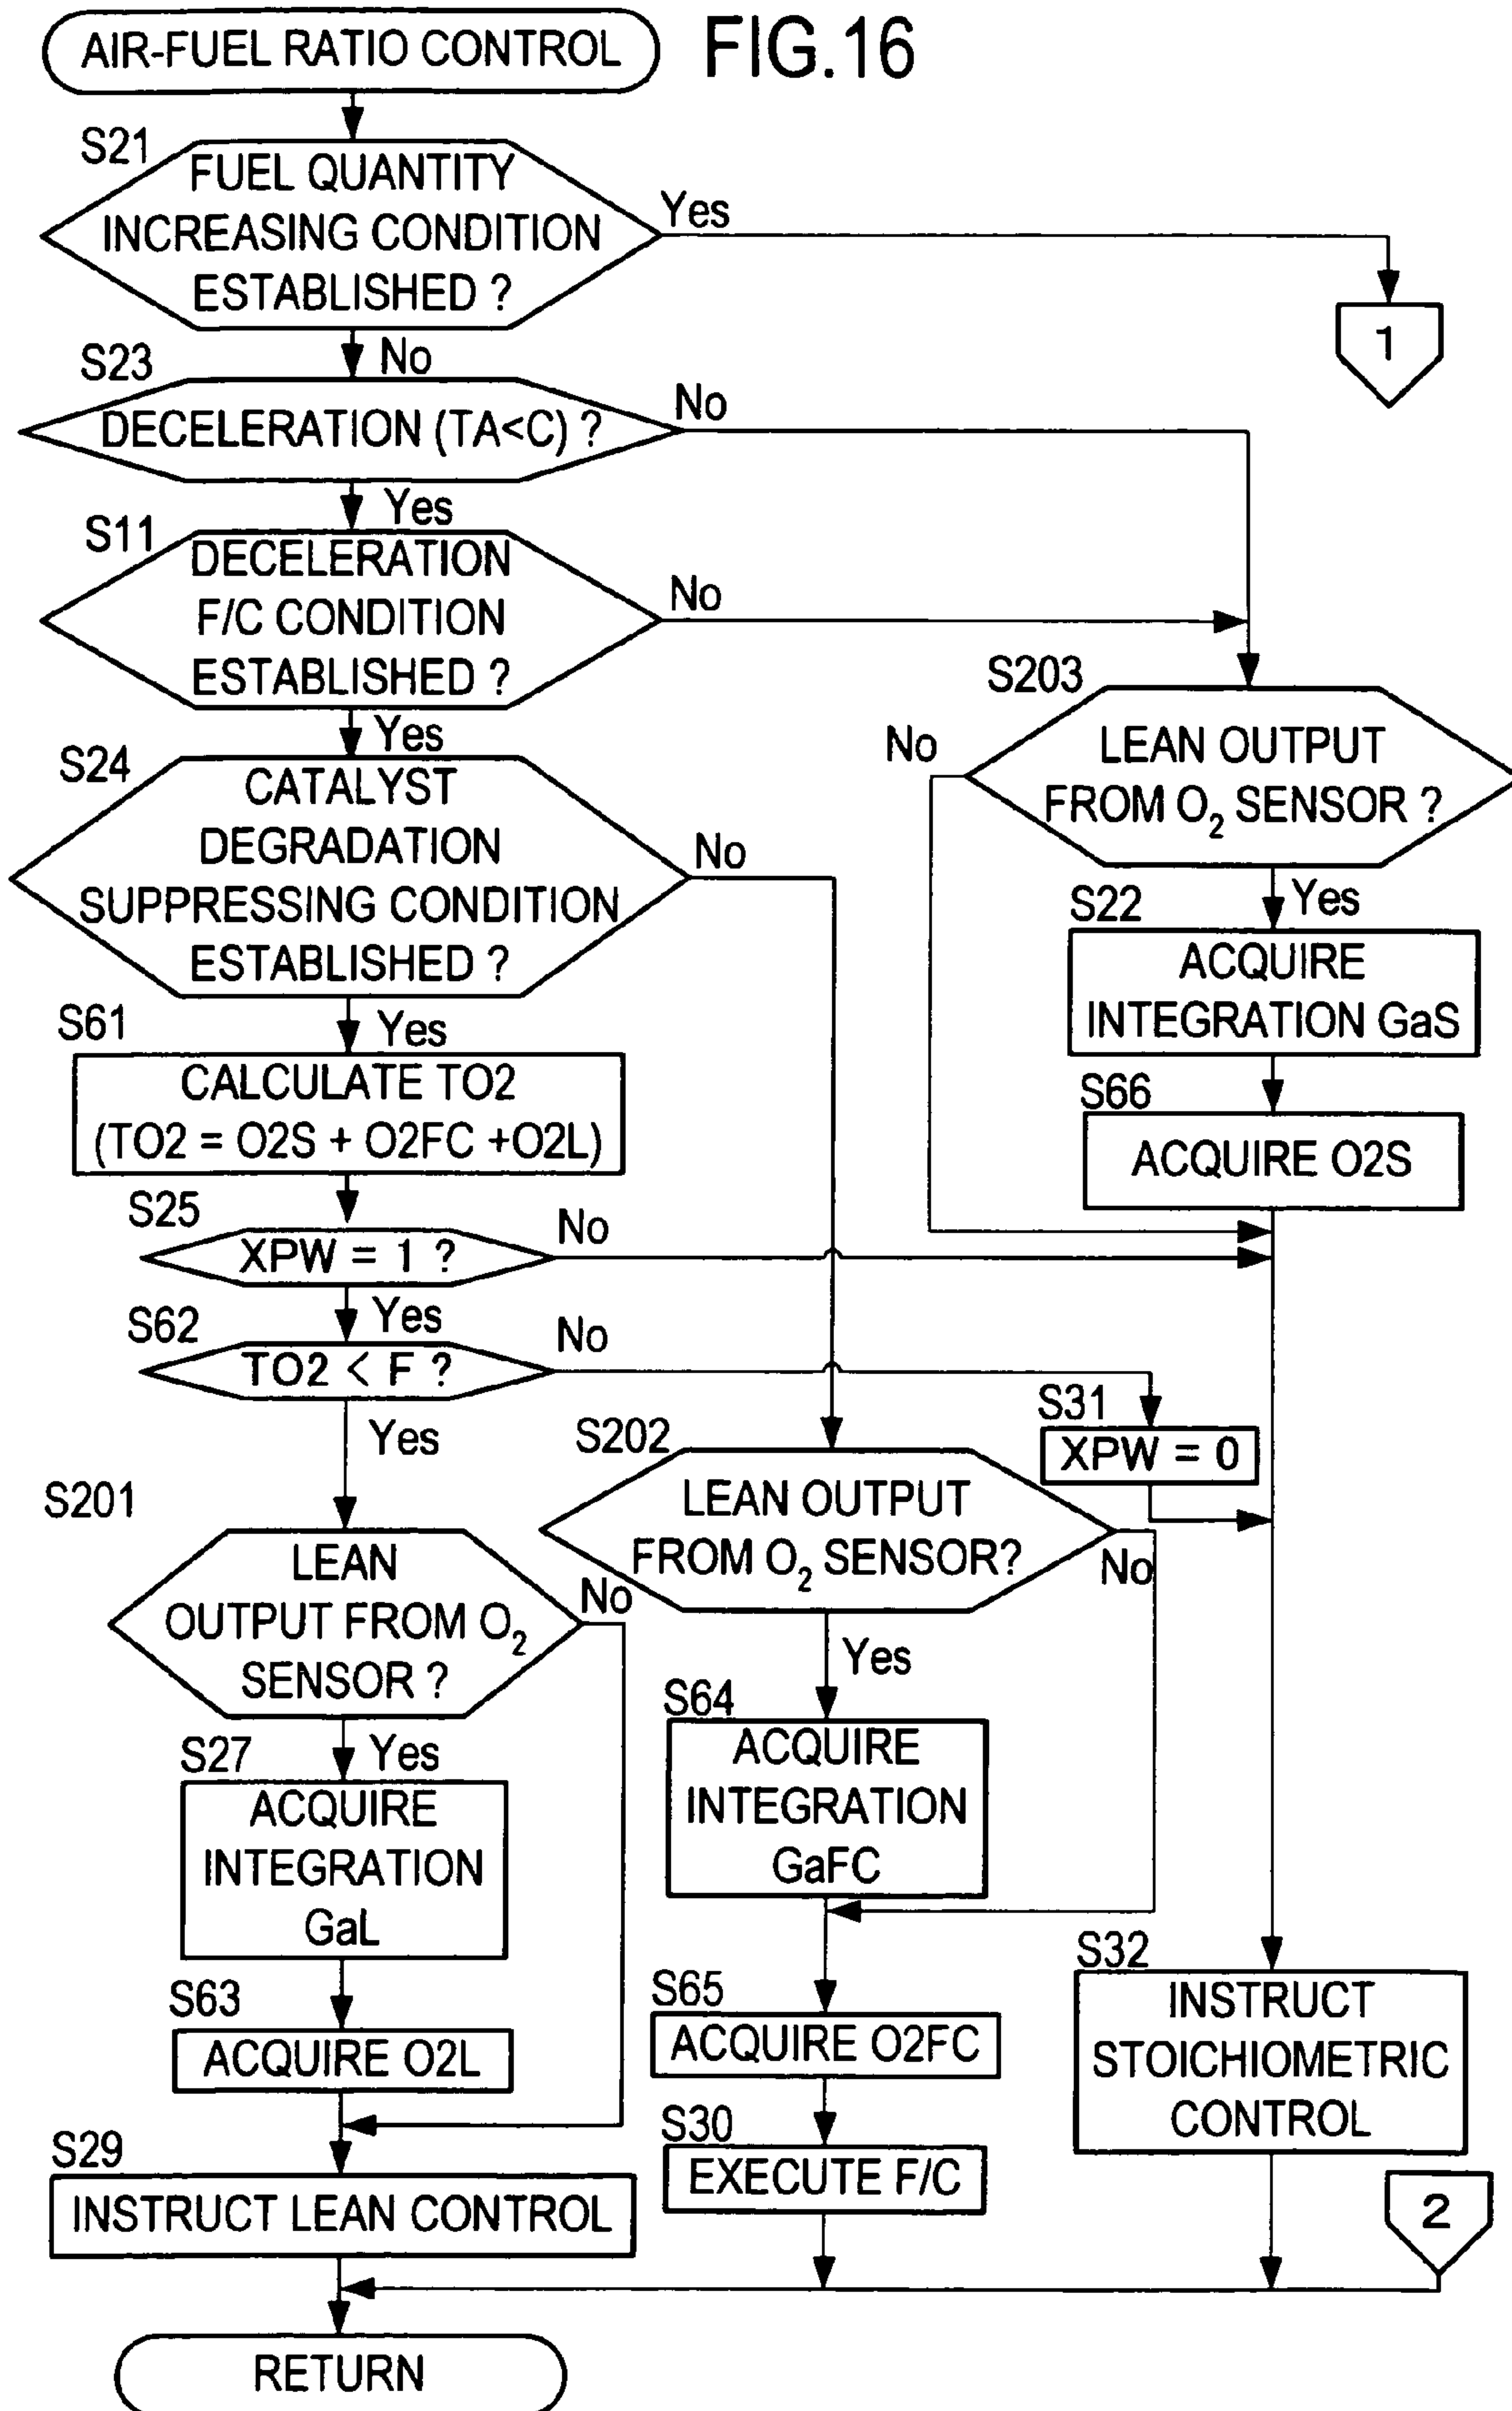 AIR-FUEL RATIO CONTROL
FIG.16
S21
FUEL QUANTITY
INCREASING CONDITION
ESTABLISHED ?
Yes
1
No
S23
DECELERATION (TA<C) ?
No
Yes
S11
DECELERATION
F/C CONDITION
ESTABLISHED ?
No
Yes
S203
LEAN OUTPUT
FROM O2 SENSOR ?
No
Yes
S24
CATALYST
DEGRADATION
SUPPRESSING CONDITION
ESTABLISHED ?
No
Yes
S22
ACQUIRE
INTEGRATION GaS
S61
CALCULATE TO2
(TO2 = O2S + O2FC +O2L)
S66
ACQUIRE O2S
S25
XPW = 1 ?
No
Yes
S62
TO2 < F ?
No
Yes
S31
XPW = 0
S202
LEAN OUTPUT
FROM O2 SENSOR?
No
Yes
S201
LEAN
OUTPUT FROM O2
SENSOR ?
No
Yes
S64
ACQUIRE
INTEGRATION
GaFC
S27
ACQUIRE
INTEGRATION
GaL
S32
INSTRUCT
STOICHIOMETRIC
CONTROL
S65
ACQUIRE O2FC
S63
ACQUIRE O2L
S30
EXECUTE F/C
S29
INSTRUCT LEAN CONTROL
2
RETURN